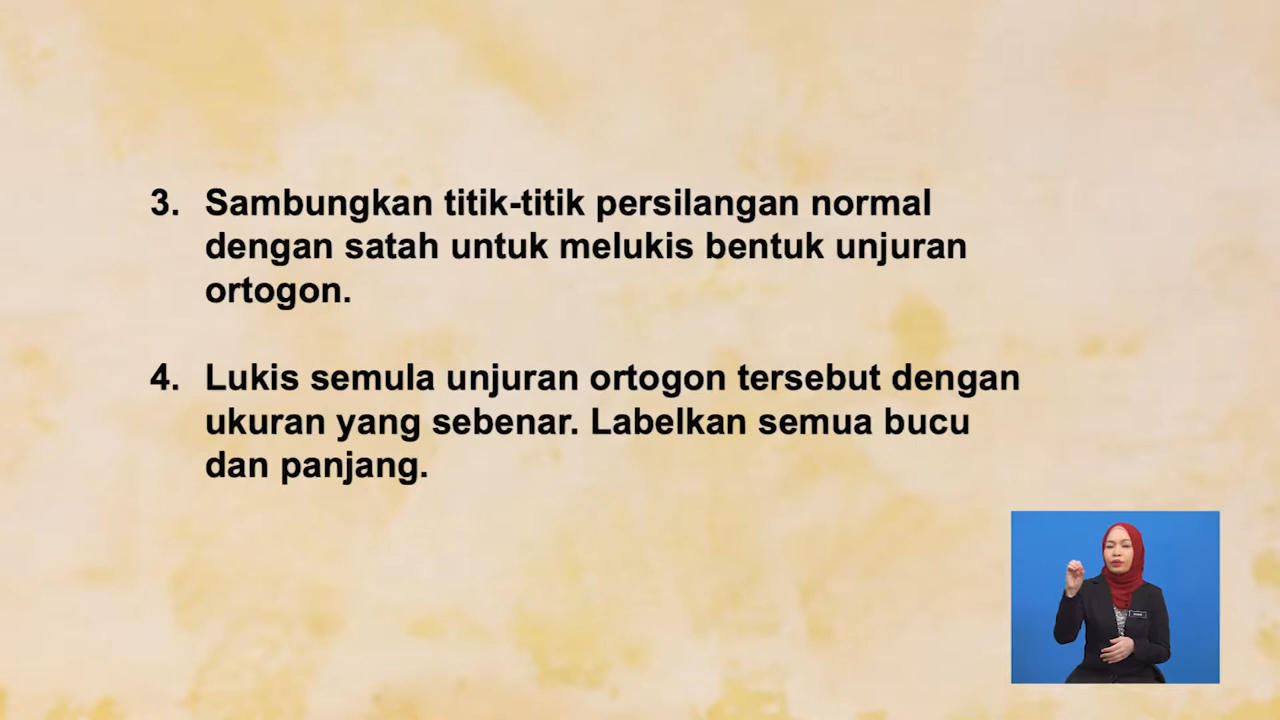 3. Sambungkan titik-titik persilangan normal
dengan satah untuk melukis bentuk unjuran
ortogon.
4. Lukis semula unjuran ortogon tersebut dengan
ukuran yang sebenar. Labelkan semua bucu
dan panjang.